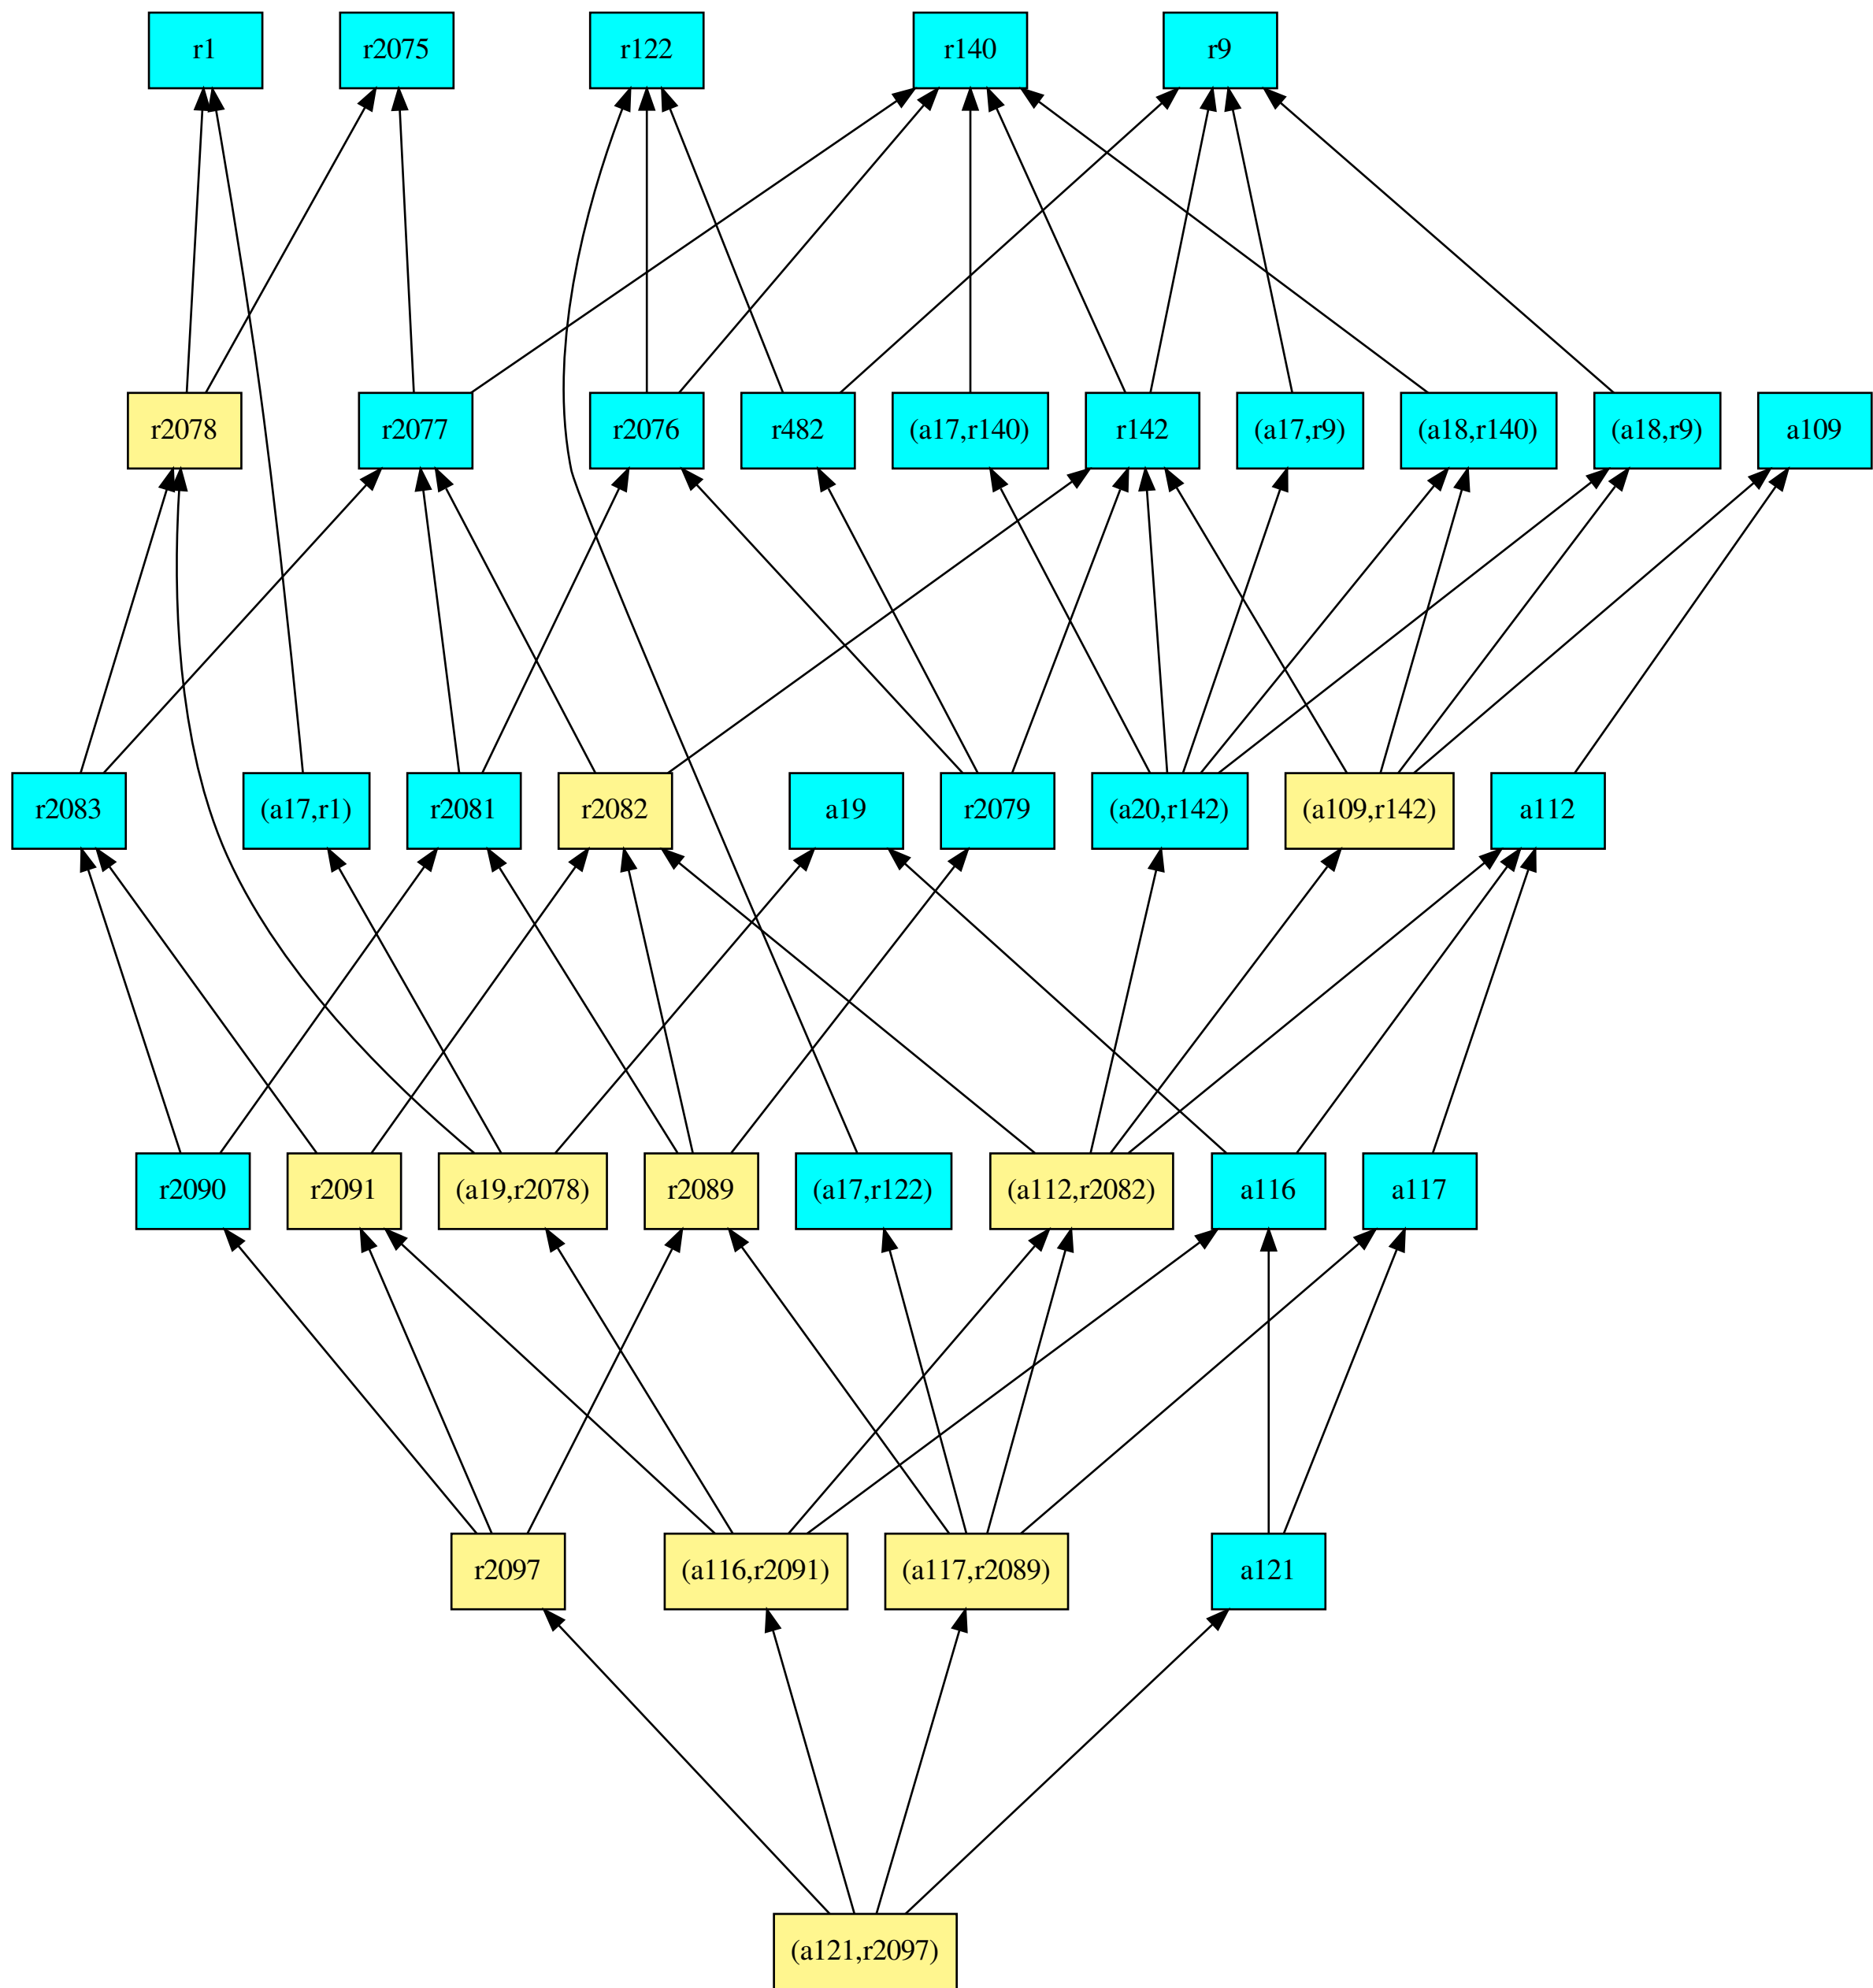 r1
r2075
r122
r140
r9
r2078
r2077
r2076
r482
(a17,r140)
r142
(a17,r9)
(a18,r140)
(a18,r9)
a109
r2083
(a17,r1)
r2081
r2082
a19
r2079
(a20,r142)
(a109,r142)
a112
r2090
r2091
(a19,r2078)
r2089
(a17,r122)
(a112,r2082)
a116
a117
r2097
(a116,r2091)
(a117,r2089)
a121
(a121,r2097)